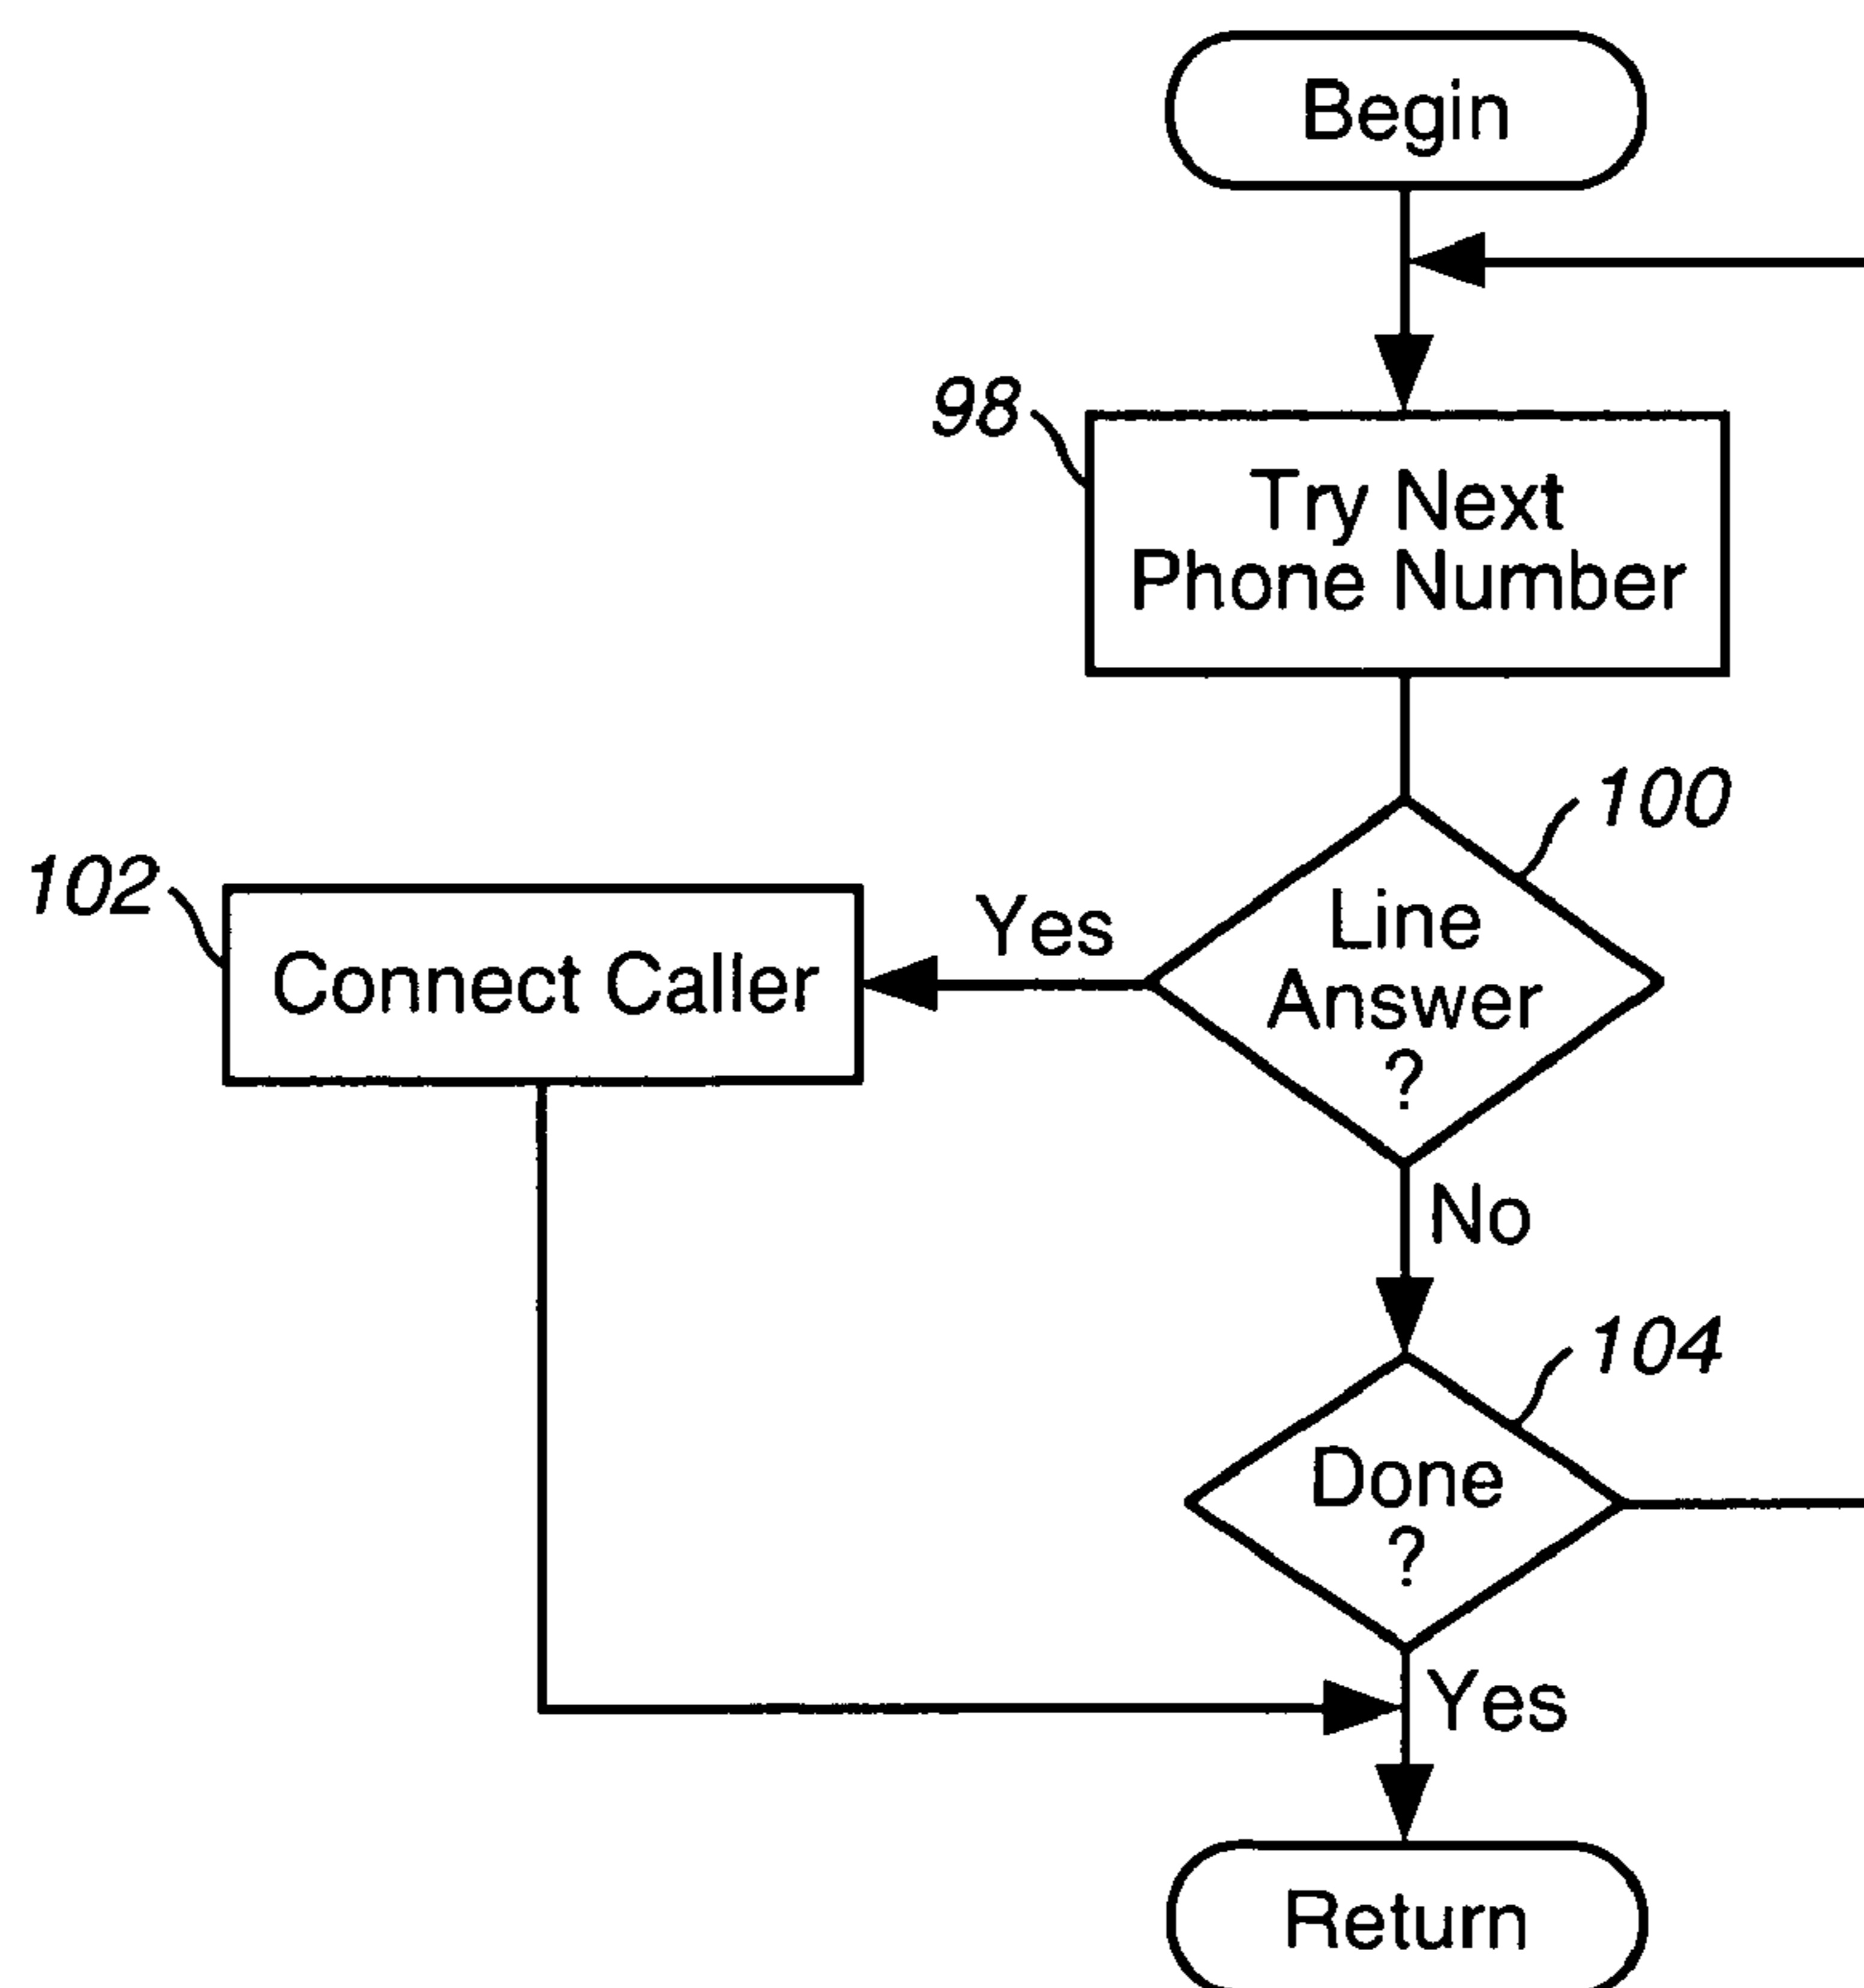 Begin
98
Try Next
Phone Number
100
Line
Answer
?
Yes
102
Connect Caller
No
104
Done
?
Yes
Return